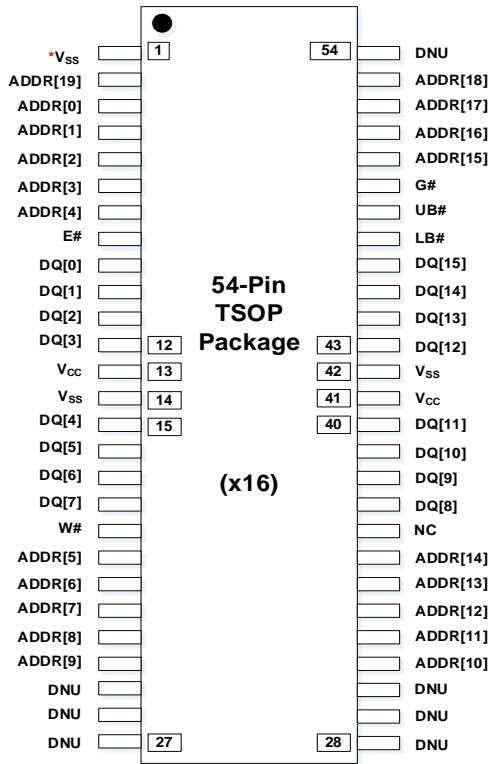 *VSS 1 54 DNU
ADDR[19] ADDR[18]
ADDR[0] ADDR[17]
ADDR[1] ADDR[16]
ADDR[2] ADDR[15]
ADDR[3] G#
ADDR[4] UB#
E# LB#
DQ[0] DQ[15]
DQ[1] 54-Pin DQ[14]
DQ[2] TSOP DQ[13]
DQ[3] 12 Package 43 DQ[12]
VCC 13 42 VSS
VSS 14 41 VCC
DQ[4] 15 40 DQ[11]
DQ[5] DQ[10]
DQ[6] (x16) DQ[9]
DQ[7] DQ[8]
W# NC
ADDR[5] ADDR[14]
ADDR[6] ADDR[13]
ADDR[7] ADDR[12]
ADDR[8] ADDR[11]
ADDR[9] ADDR[10]
DNU DNU
DNU DNU
DNU 27 28 DNU